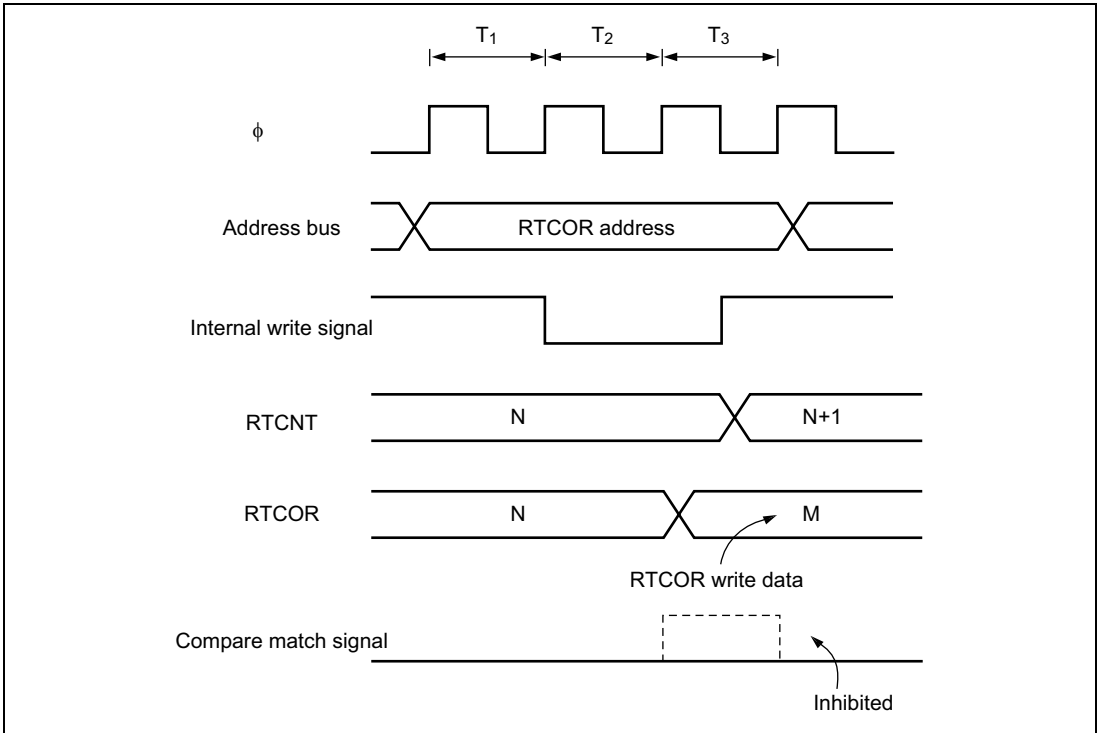 T1 T2 T3
ϕ
Address bus RTCOR address
Internal write signal
RTCNT N N+1
RTCOR N M
RTCOR write data
Compare match signal
Inhibited